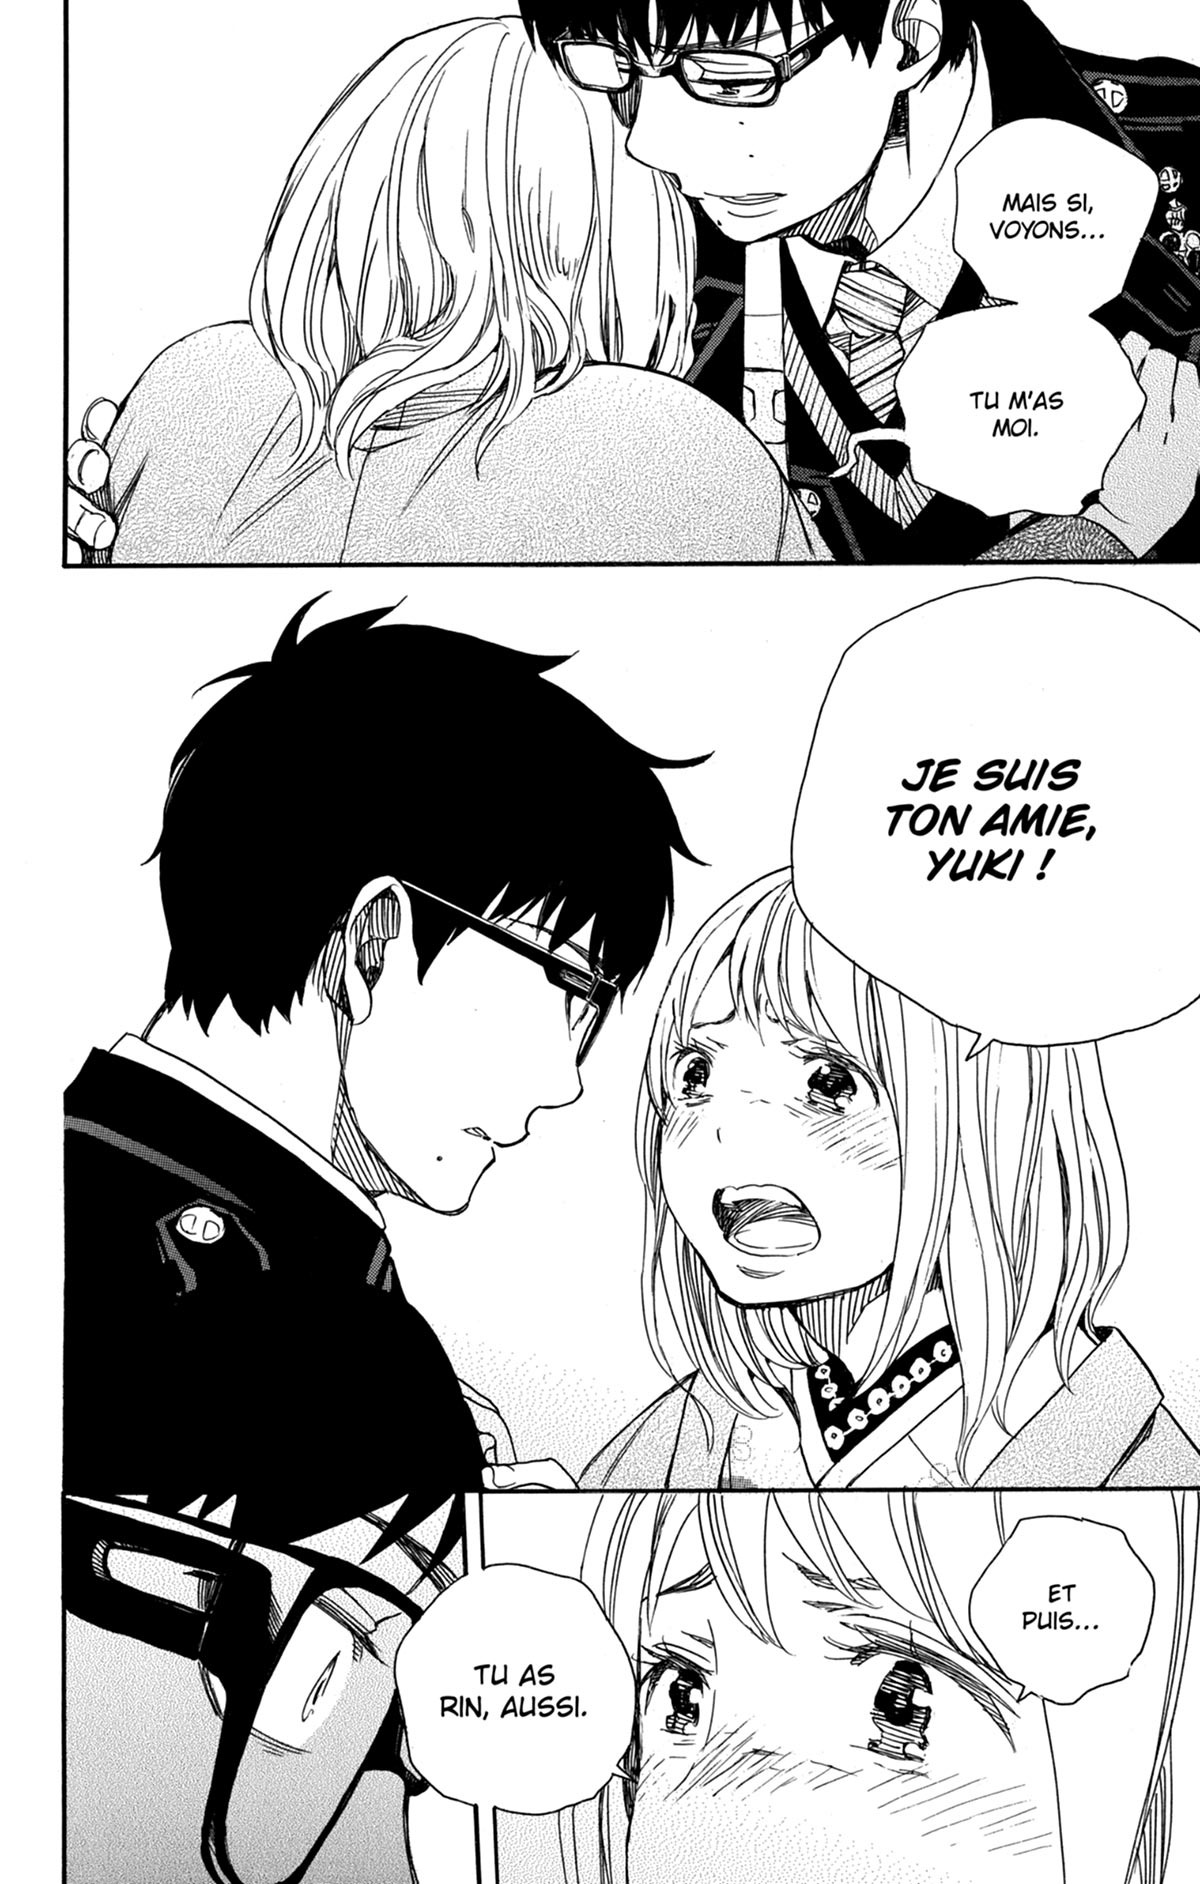 MAIS SI,
VOYONS...
TU M'AS
MOI.
JE SUIS
TON AMIE,
YUKI !
ET
PUIS...
TU AS
RIN, AUSSI.